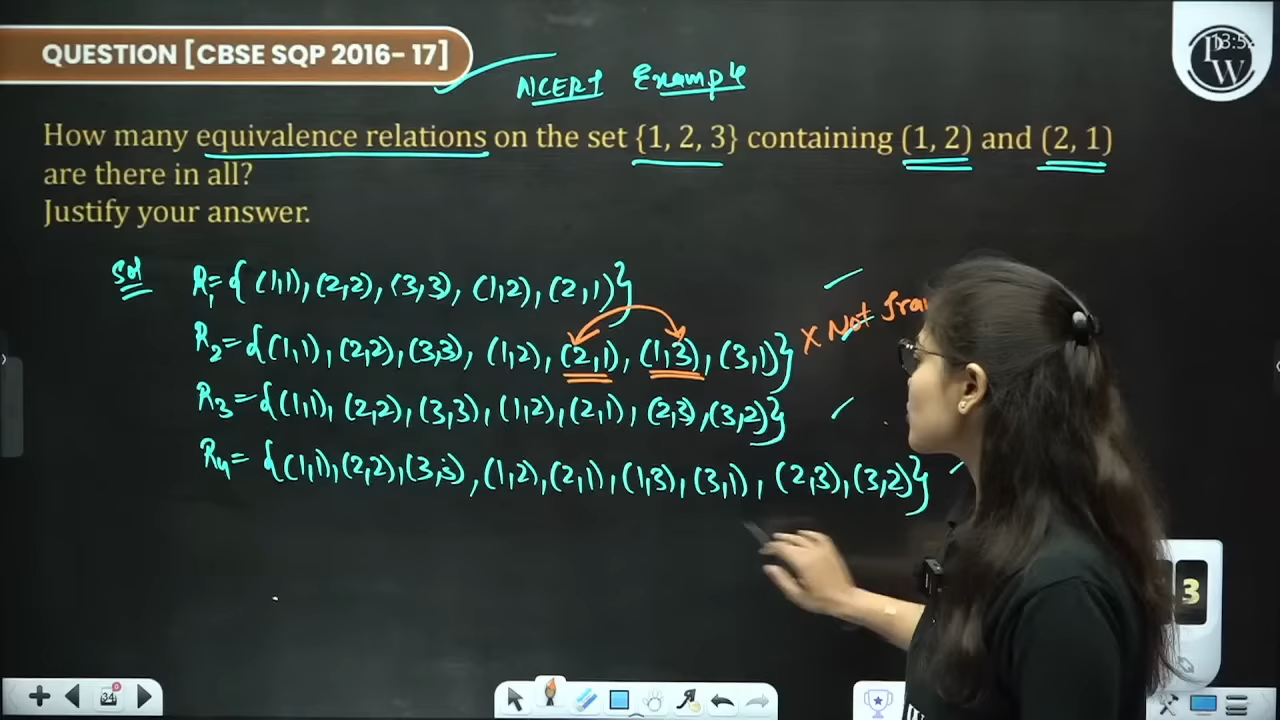 QUESTION [CBSE SQP 2016- 17]
NCERT Example
How many equivalence relations on the set {1, 2, 3} containing (1, 2) and (2, 1)
are there in all?
Justify your answer.
Sol R₁= { (1,1), (2,2), (3,3), (1,2), (2,1)}
R₂={(1,1), (2,2), (3,3), (1,2), (2,1), (1,3), (3,1)} X Not Tran
R₃={(1,1), (2,2), (3,3), (1,2), (2,1), (2,3), (3,2)}
R₄= {(1,1), (2,2), (3,3), (1,2), (2,1), (1,3), (3,1), (2,3), (3,2)}
3
34